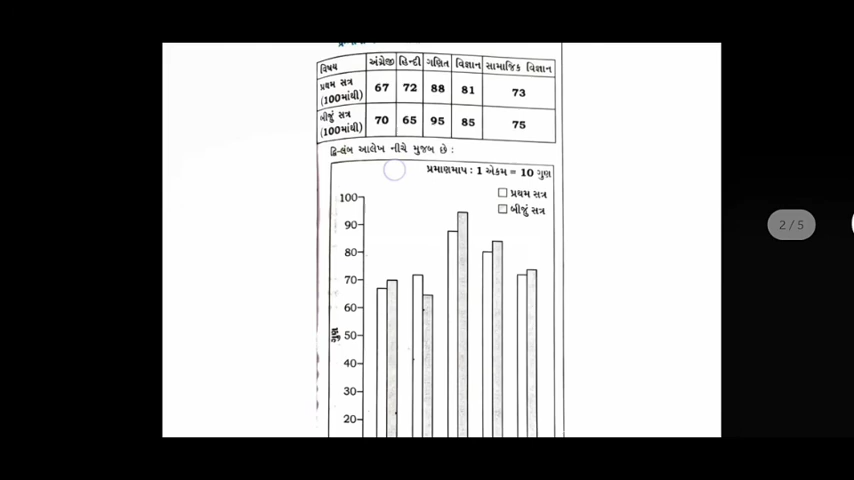 વિષય અંગ્રેજી હિન્દી ગણિત વિજ્ઞાન સામાજિક વિજ્ઞાન
પ્રથમ સત્ર (100માંથી) 67 72 88 81 73
બીજું સત્ર (100માંથી) 70 65 95 85 75
દ્વિ-લંબ આલેખ નીચે મુજબ છે :
પ્રમાણમાપ : 1 એકમ = 10 ગુણ
પ્રથમ સત્ર
બીજું સત્ર
100
90
80
70
60
50
40
30
20
ગુણ
2 / 5